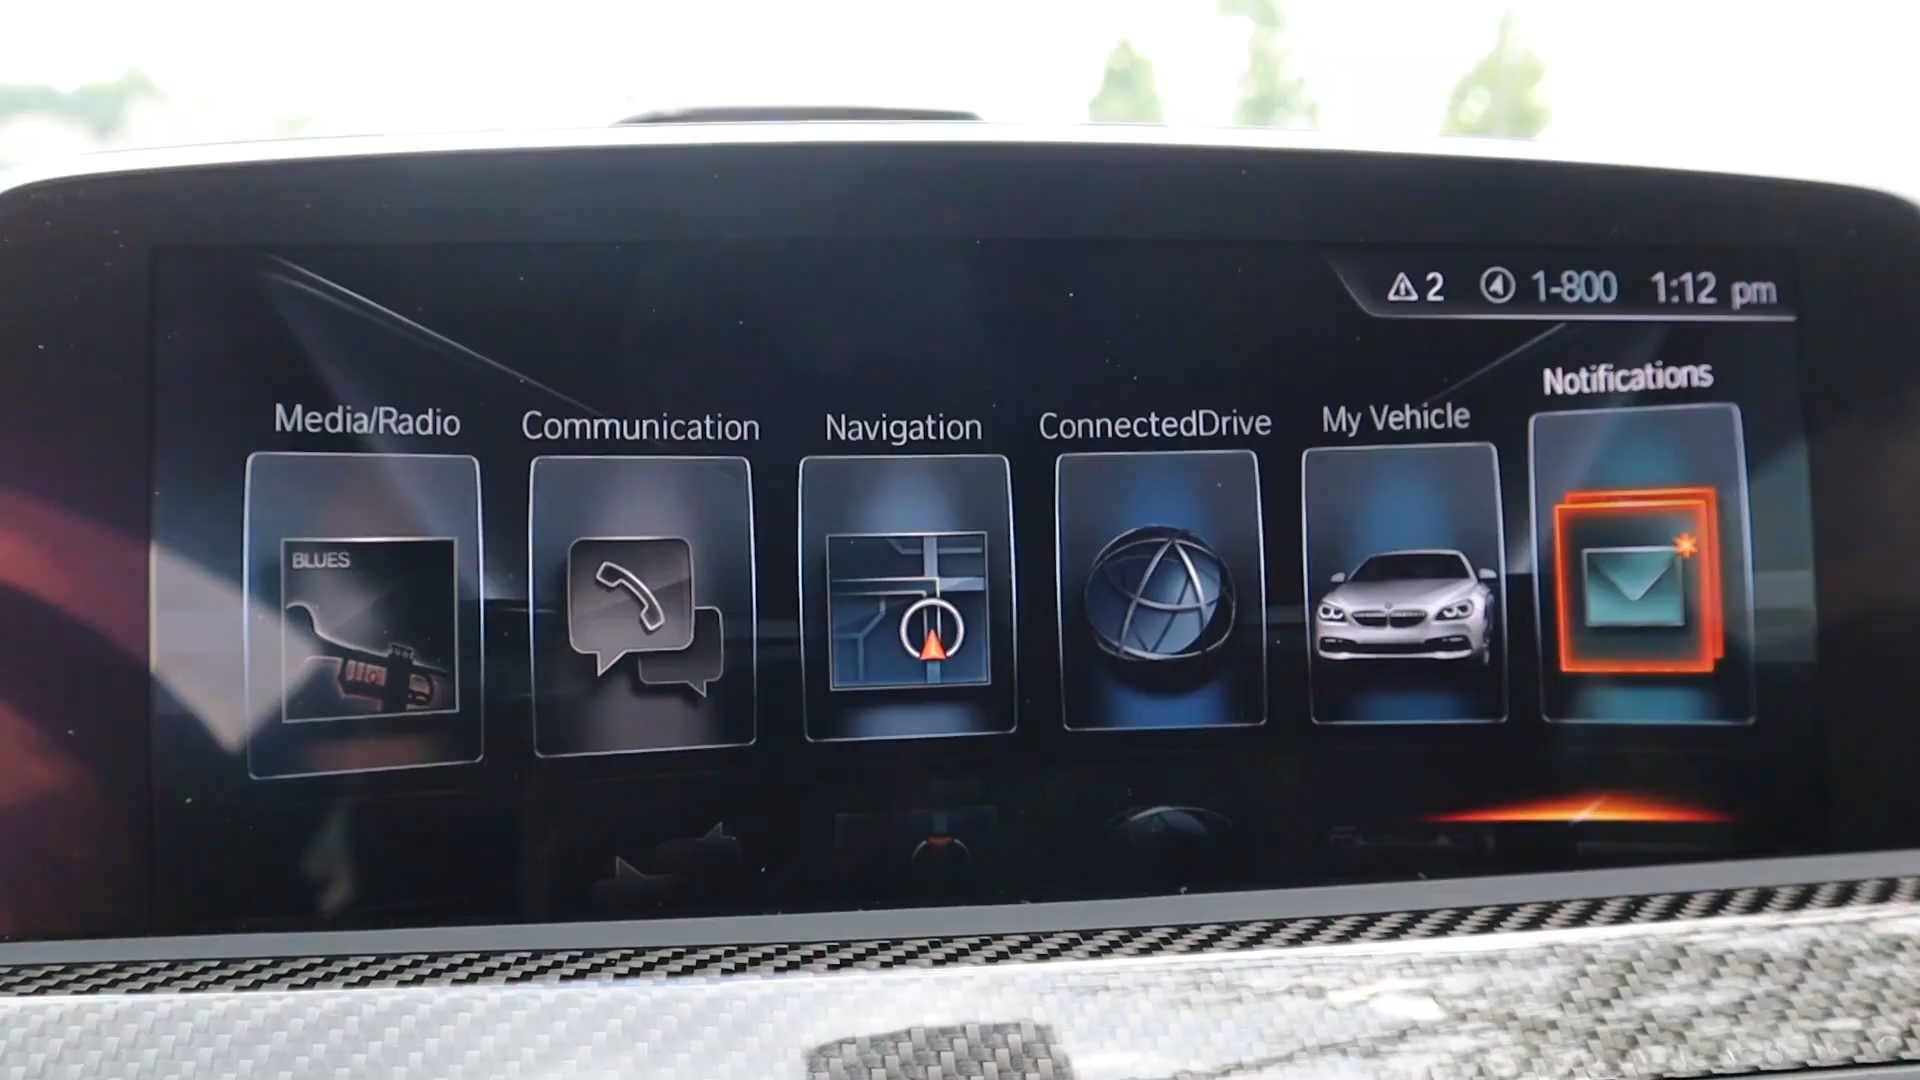 2 1-800 1:12 pm
Media/Radio
Communication
Navigation
ConnectedDrive
My Vehicle
Notifications
BLUES